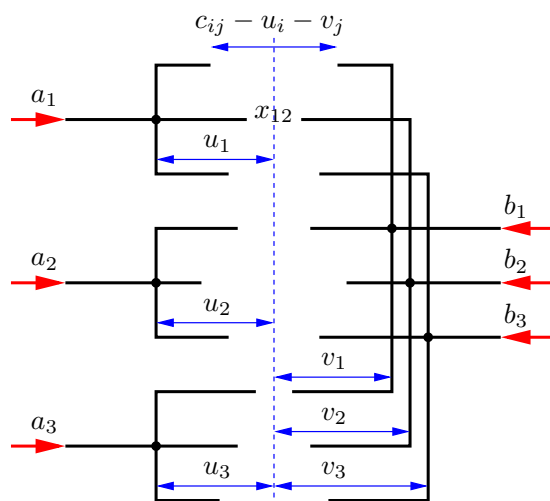 c_{ij} - u_i - v_j
a_1
x_{12}
u_1
b_1
a_2
b_2
u_2
b_3
v_1
a_3
v_2
u_3 v_3